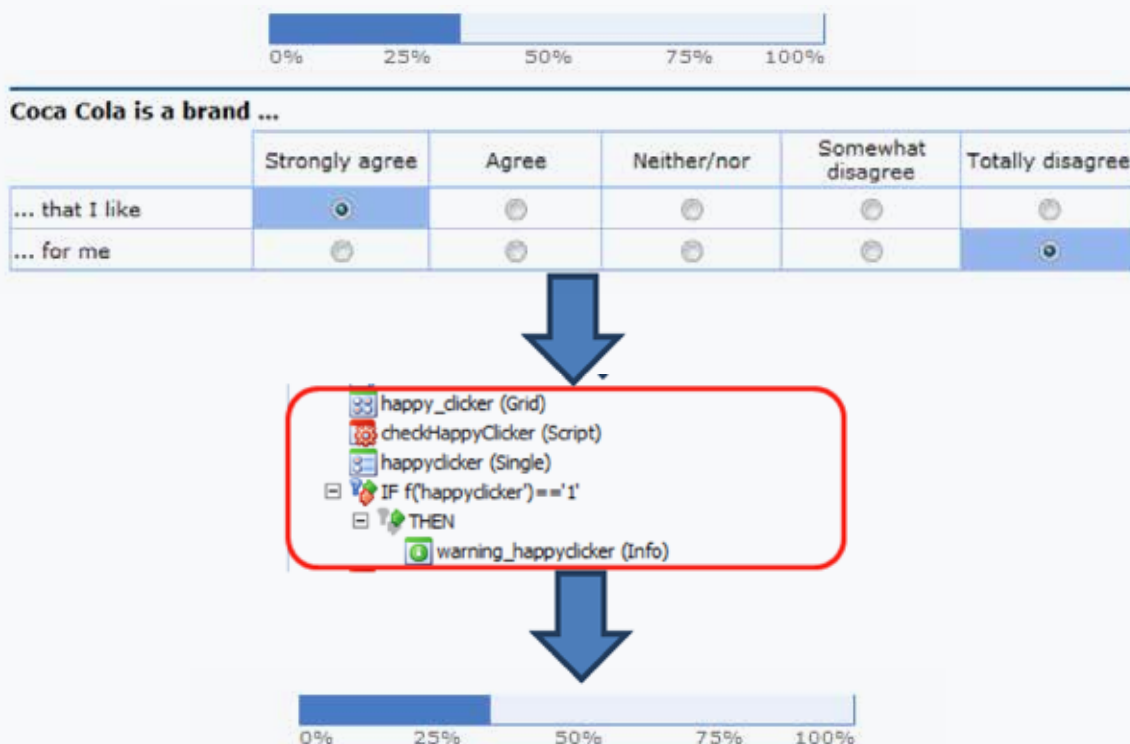 0% 25% 50% 75% 100%
Coca Cola is a brand ...
Strongly agree Agree Neither/nor Somewhat disagree Totally disagree
... that I like
... for me
happy_clicker (Grid)
checkHappyClicker (Script)
happyclicker (Single)
IF f('happyclicker')=='1'
THEN
warning_happyclicker (Info)
0% 25% 50% 75% 100%